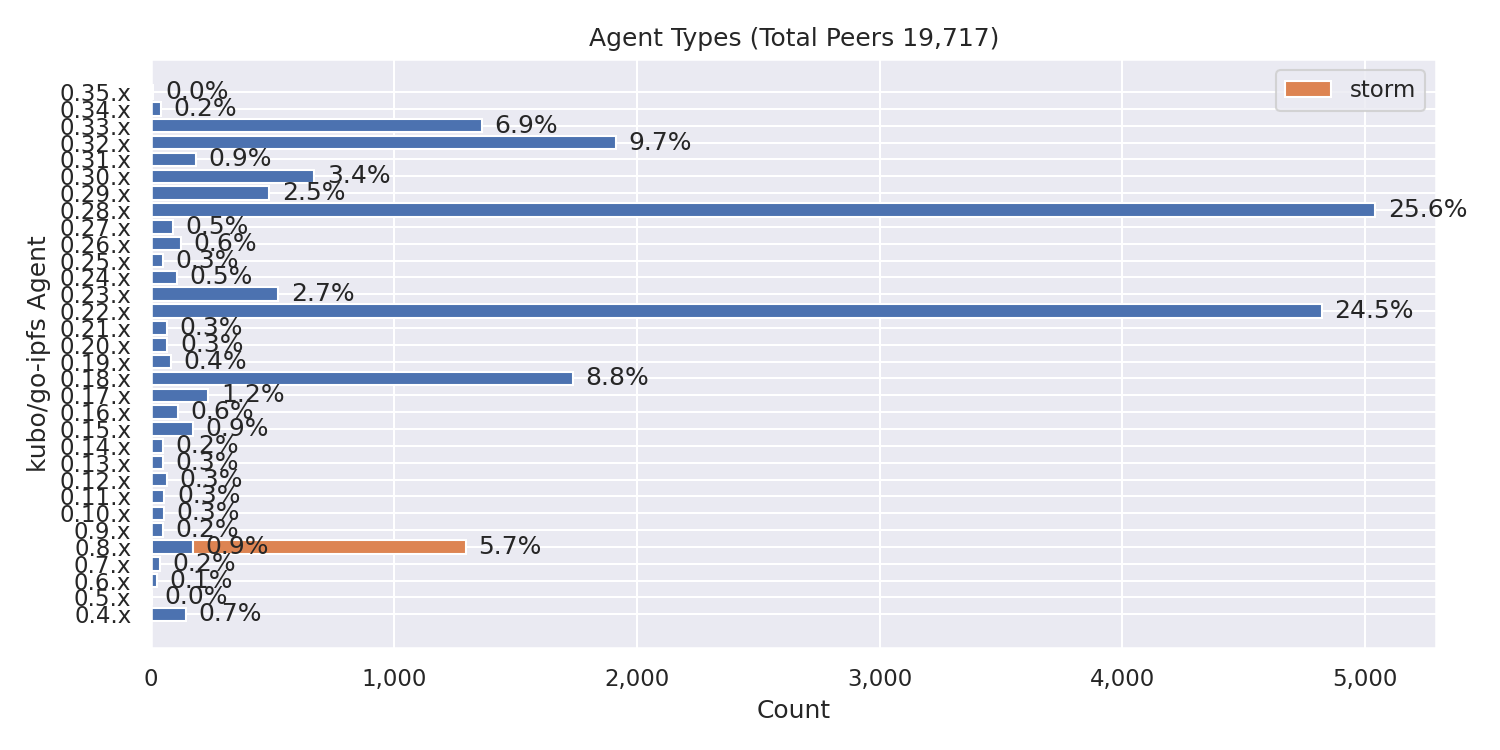 Agent Types (Total Peers 19,717)
storm
kubo/go-ipfs Agent
0.35.x 0.0%
0.34.x 0.2%
0.33.x 6.9%
0.32.x 9.7%
0.31.x 0.9%
0.30.x 3.4%
0.29.x 2.5%
0.28.x 25.6%
0.27.x 0.5%
0.26.x 0.6%
0.25.x 0.3%
0.24.x 0.5%
0.23.x 2.7%
0.22.x 24.5%
0.21.x 0.3%
0.20.x 0.3%
0.19.x 0.4%
0.18.x 8.8%
0.17.x 1.2%
0.16.x 0.6%
0.15.x 0.9%
0.14.x 0.2%
0.13.x 0.3%
0.12.x 0.3%
0.11.x 0.3%
0.10.x 0.3%
0.9.x 0.2%
0.8.x 0.9% 5.7%
0.7.x 0.2%
0.6.x 0.1%
0.5.x 0.0%
0.4.x 0.7%
0 1,000 2,000 3,000 4,000 5,000
Count